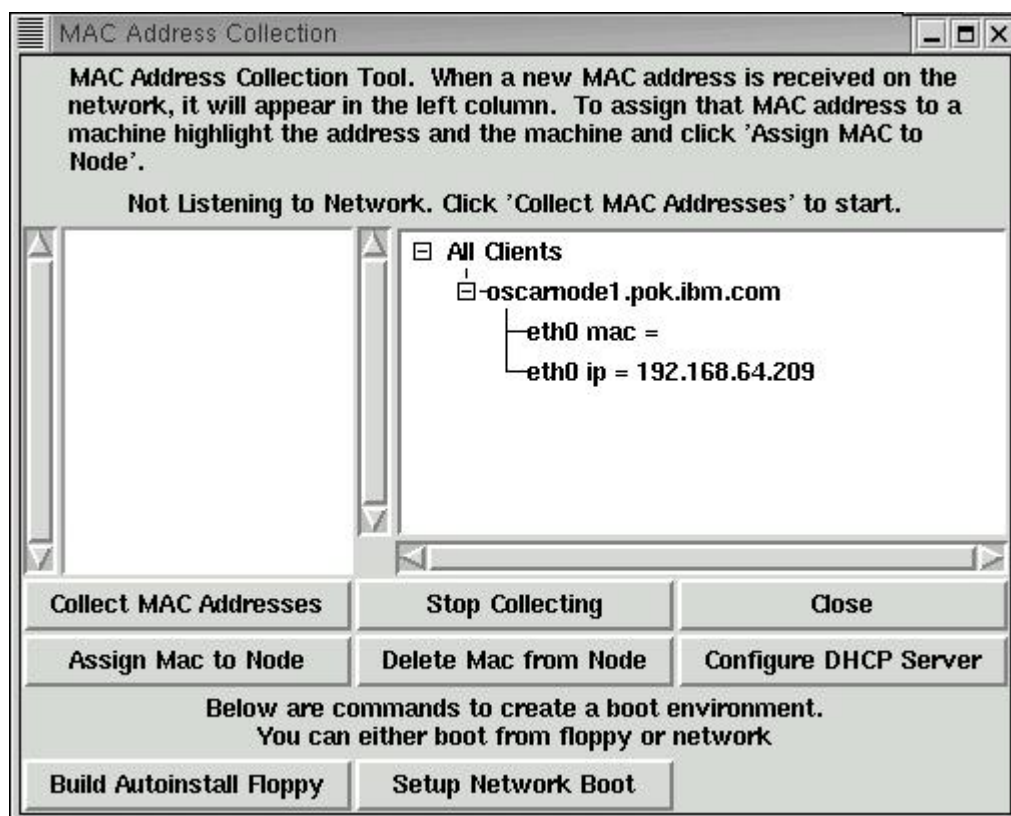 MAC Address Collection
MAC Address Collection Tool.  When a new MAC address is received on the
network, it will appear in the left column.  To assign that MAC address to a
machine highlight the address and the machine and click 'Assign MAC to
Node'.
Not Listening to Network. Click 'Collect MAC Addresses' to start.
All Clients
oscarnode1.pok.ibm.com
eth0 mac =
eth0 ip = 192.168.64.209
Collect MAC Addresses
Stop Collecting
Close
Assign Mac to Node
Delete Mac from Node
Configure DHCP Server
Below are commands to create a boot environment.
You can either boot from floppy or network
Build Autoinstall Floppy
Setup Network Boot